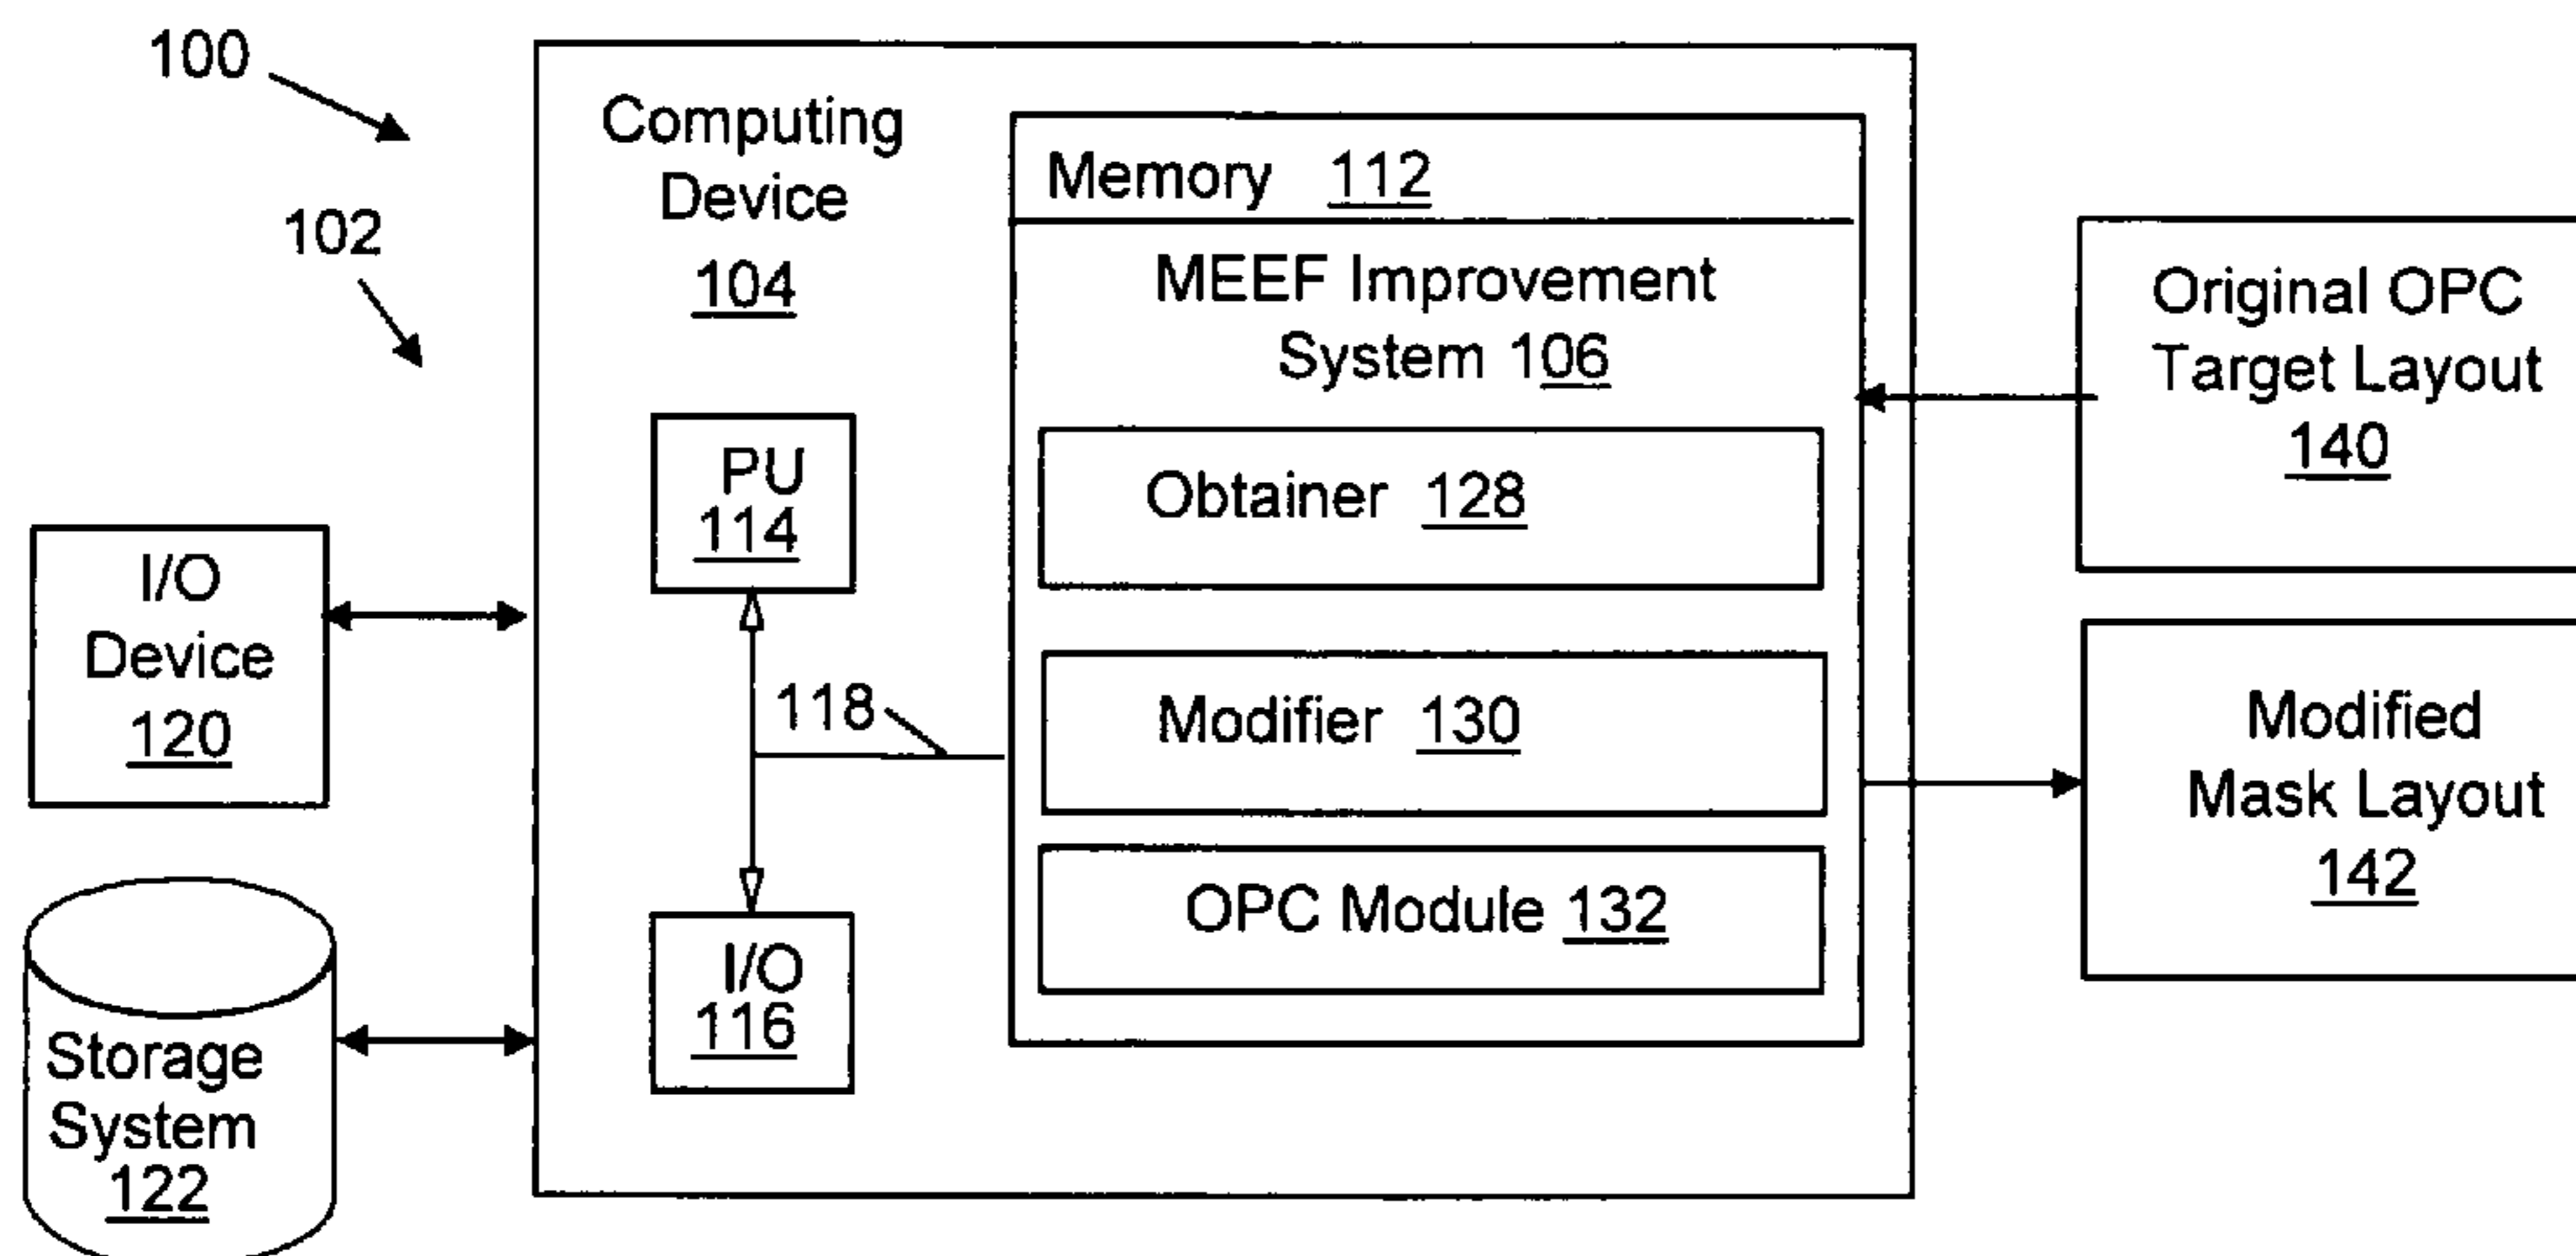 100
102
Computing
Device
104
Memory 112
MEEF Improvement
System 106
Obtainer 128
Modifier 130
OPC Module 132
PU
114
118
I/O
116
I/O
Device
120
Storage
System
122
Original OPC
Target Layout
140
Modified
Mask Layout
142